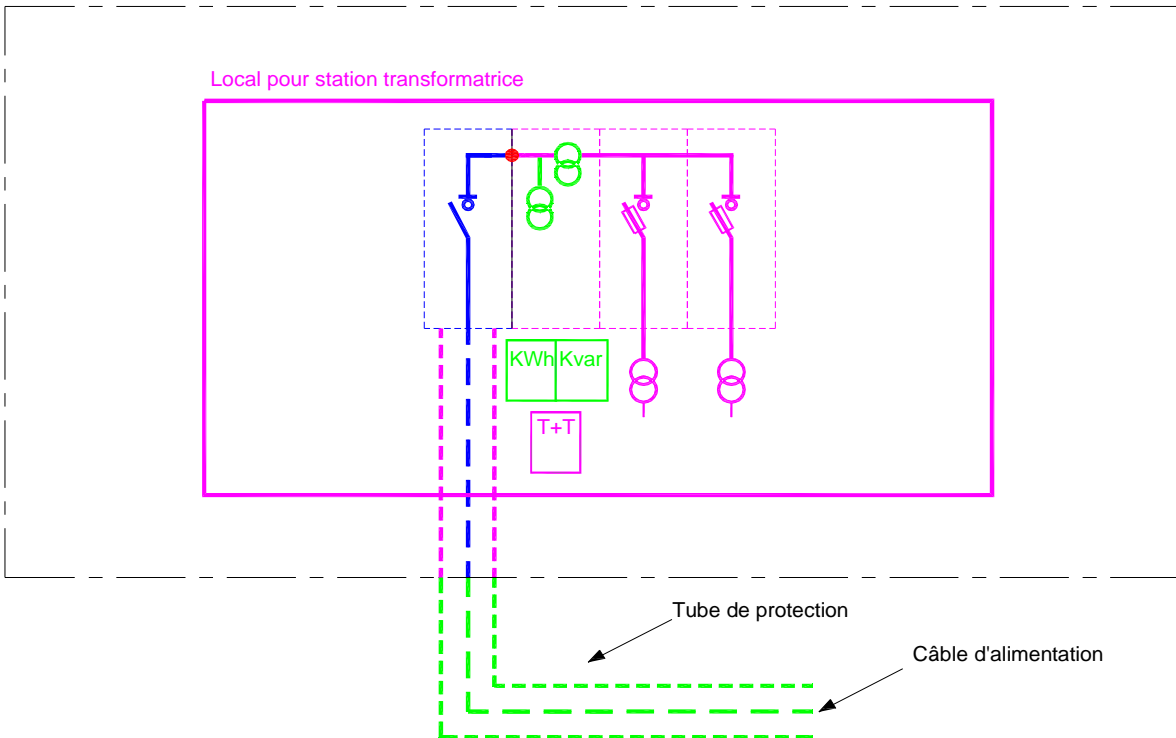 Local pour station transformatrice
KWh Kvar
T+T
Tube de protection
Câble d'alimentation